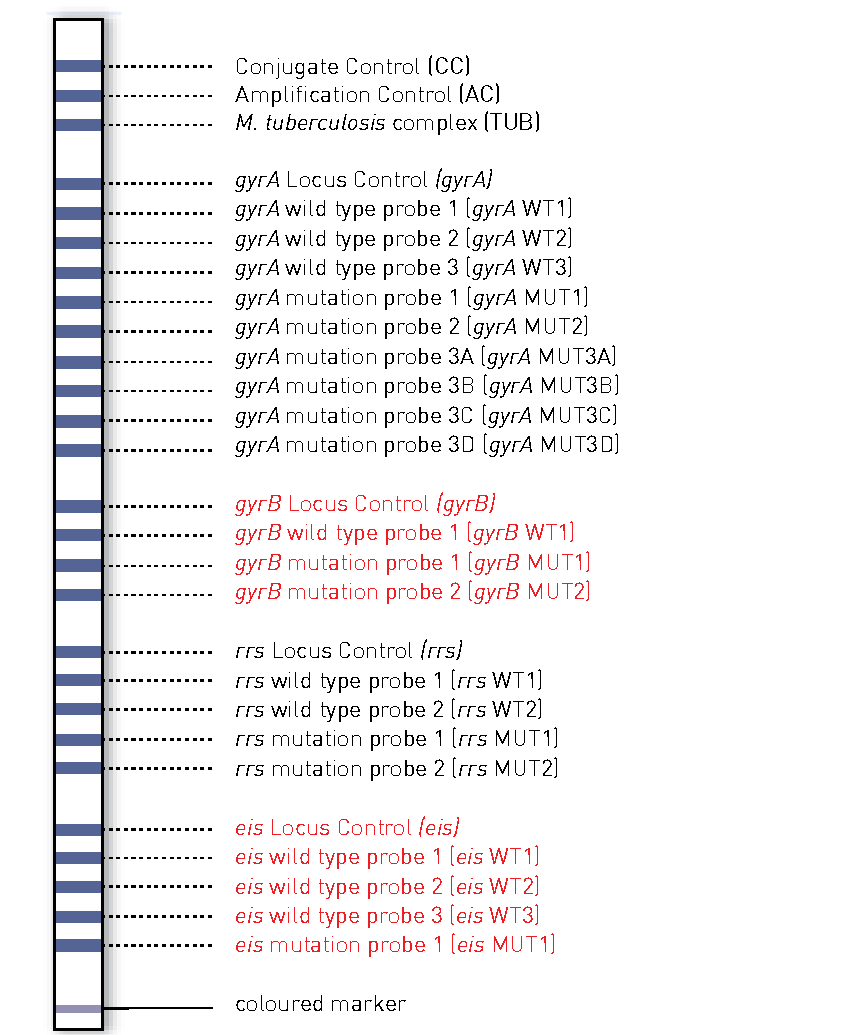 Conjugate Control (CC)
Amplification Control (AC)
M. tuberculosis complex (TUB)
gyrA Locus Control (gyrA)
gyrA wild type probe 1 (gyrA WT1)
gyrA wild type probe 2 (gyrA WT2)
gyrA wild type probe 3 (gyrA WT3)
gyrA mutation probe 1 (gyrA MUT1)
gyrA mutation probe 2 (gyrA MUT2)
gyrA mutation probe 3A (gyrA MUT3A)
gyrA mutation probe 3B (gyrA MUT3B)
gyrA mutation probe 3C (gyrA MUT3C)
gyrA mutation probe 3D (gyrA MUT3D)
gyrB Locus Control (gyrB)
gyrB wild type probe 1 (gyrB WT1)
gyrB mutation probe 1 (gyrB MUT1)
gyrB mutation probe 2 (gyrB MUT2)
rrs Locus Control (rrs)
rrs wild type probe 1 (rrs WT1)
rrs wild type probe 2 (rrs WT2)
rrs mutation probe 1 (rrs MUT1)
rrs mutation probe 2 (rrs MUT2)
eis Locus Control (eis)
eis wild type probe 1 (eis WT1)
eis wild type probe 2 (eis WT2)
eis wild type probe 3 (eis WT3)
eis mutation probe 1 (eis MUT1)
coloured marker